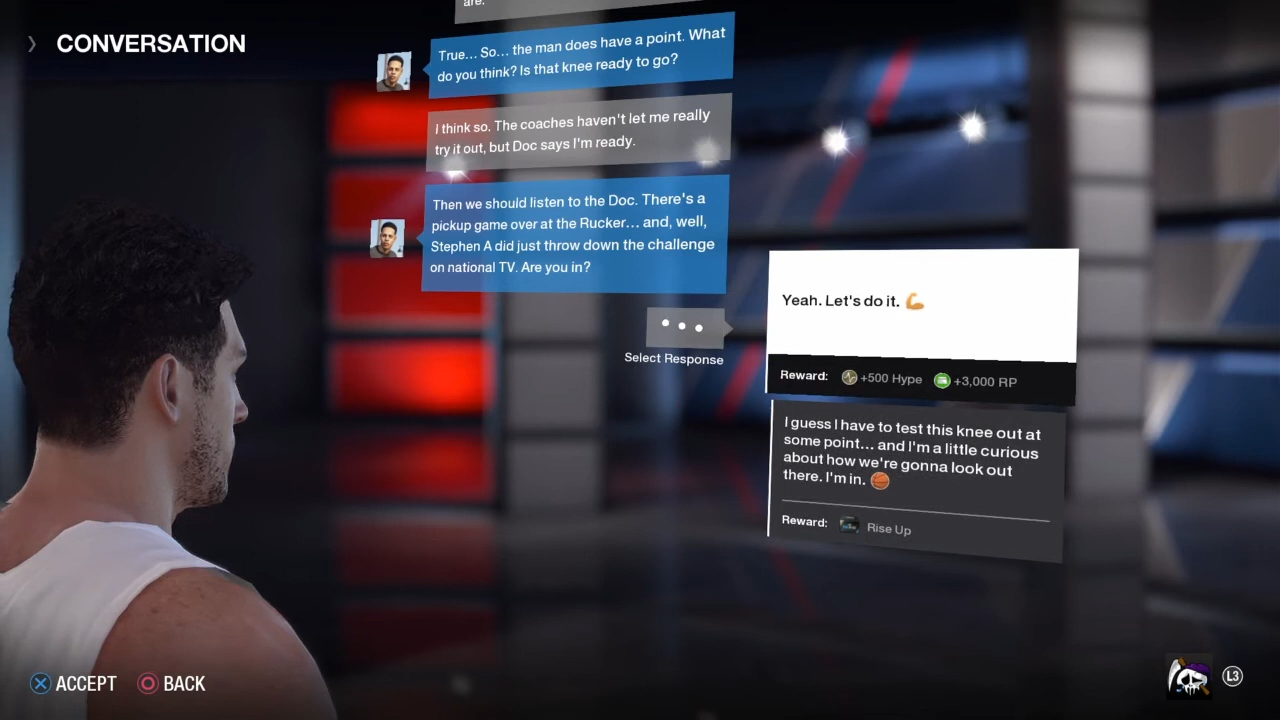 CONVERSATION
are.
True... So... the man does have a point. What
do you think? Is that knee ready to go?
I think so. The coaches haven't let me really
try it out, but Doc says I'm ready.
Then we should listen to the Doc. There's a
pickup game over at the Rucker... and, well,
Stephen A did just throw down the challenge
on national TV. Are you in?
Select Response
Yeah. Let's do it. 💪
Reward: +500 Hype +3,000 RP
I guess I have to test this knee out at
some point... and I'm a little curious
about how we're gonna look out
there. I'm in. 🏀
Reward: Rise Up
ACCEPT BACK
L3